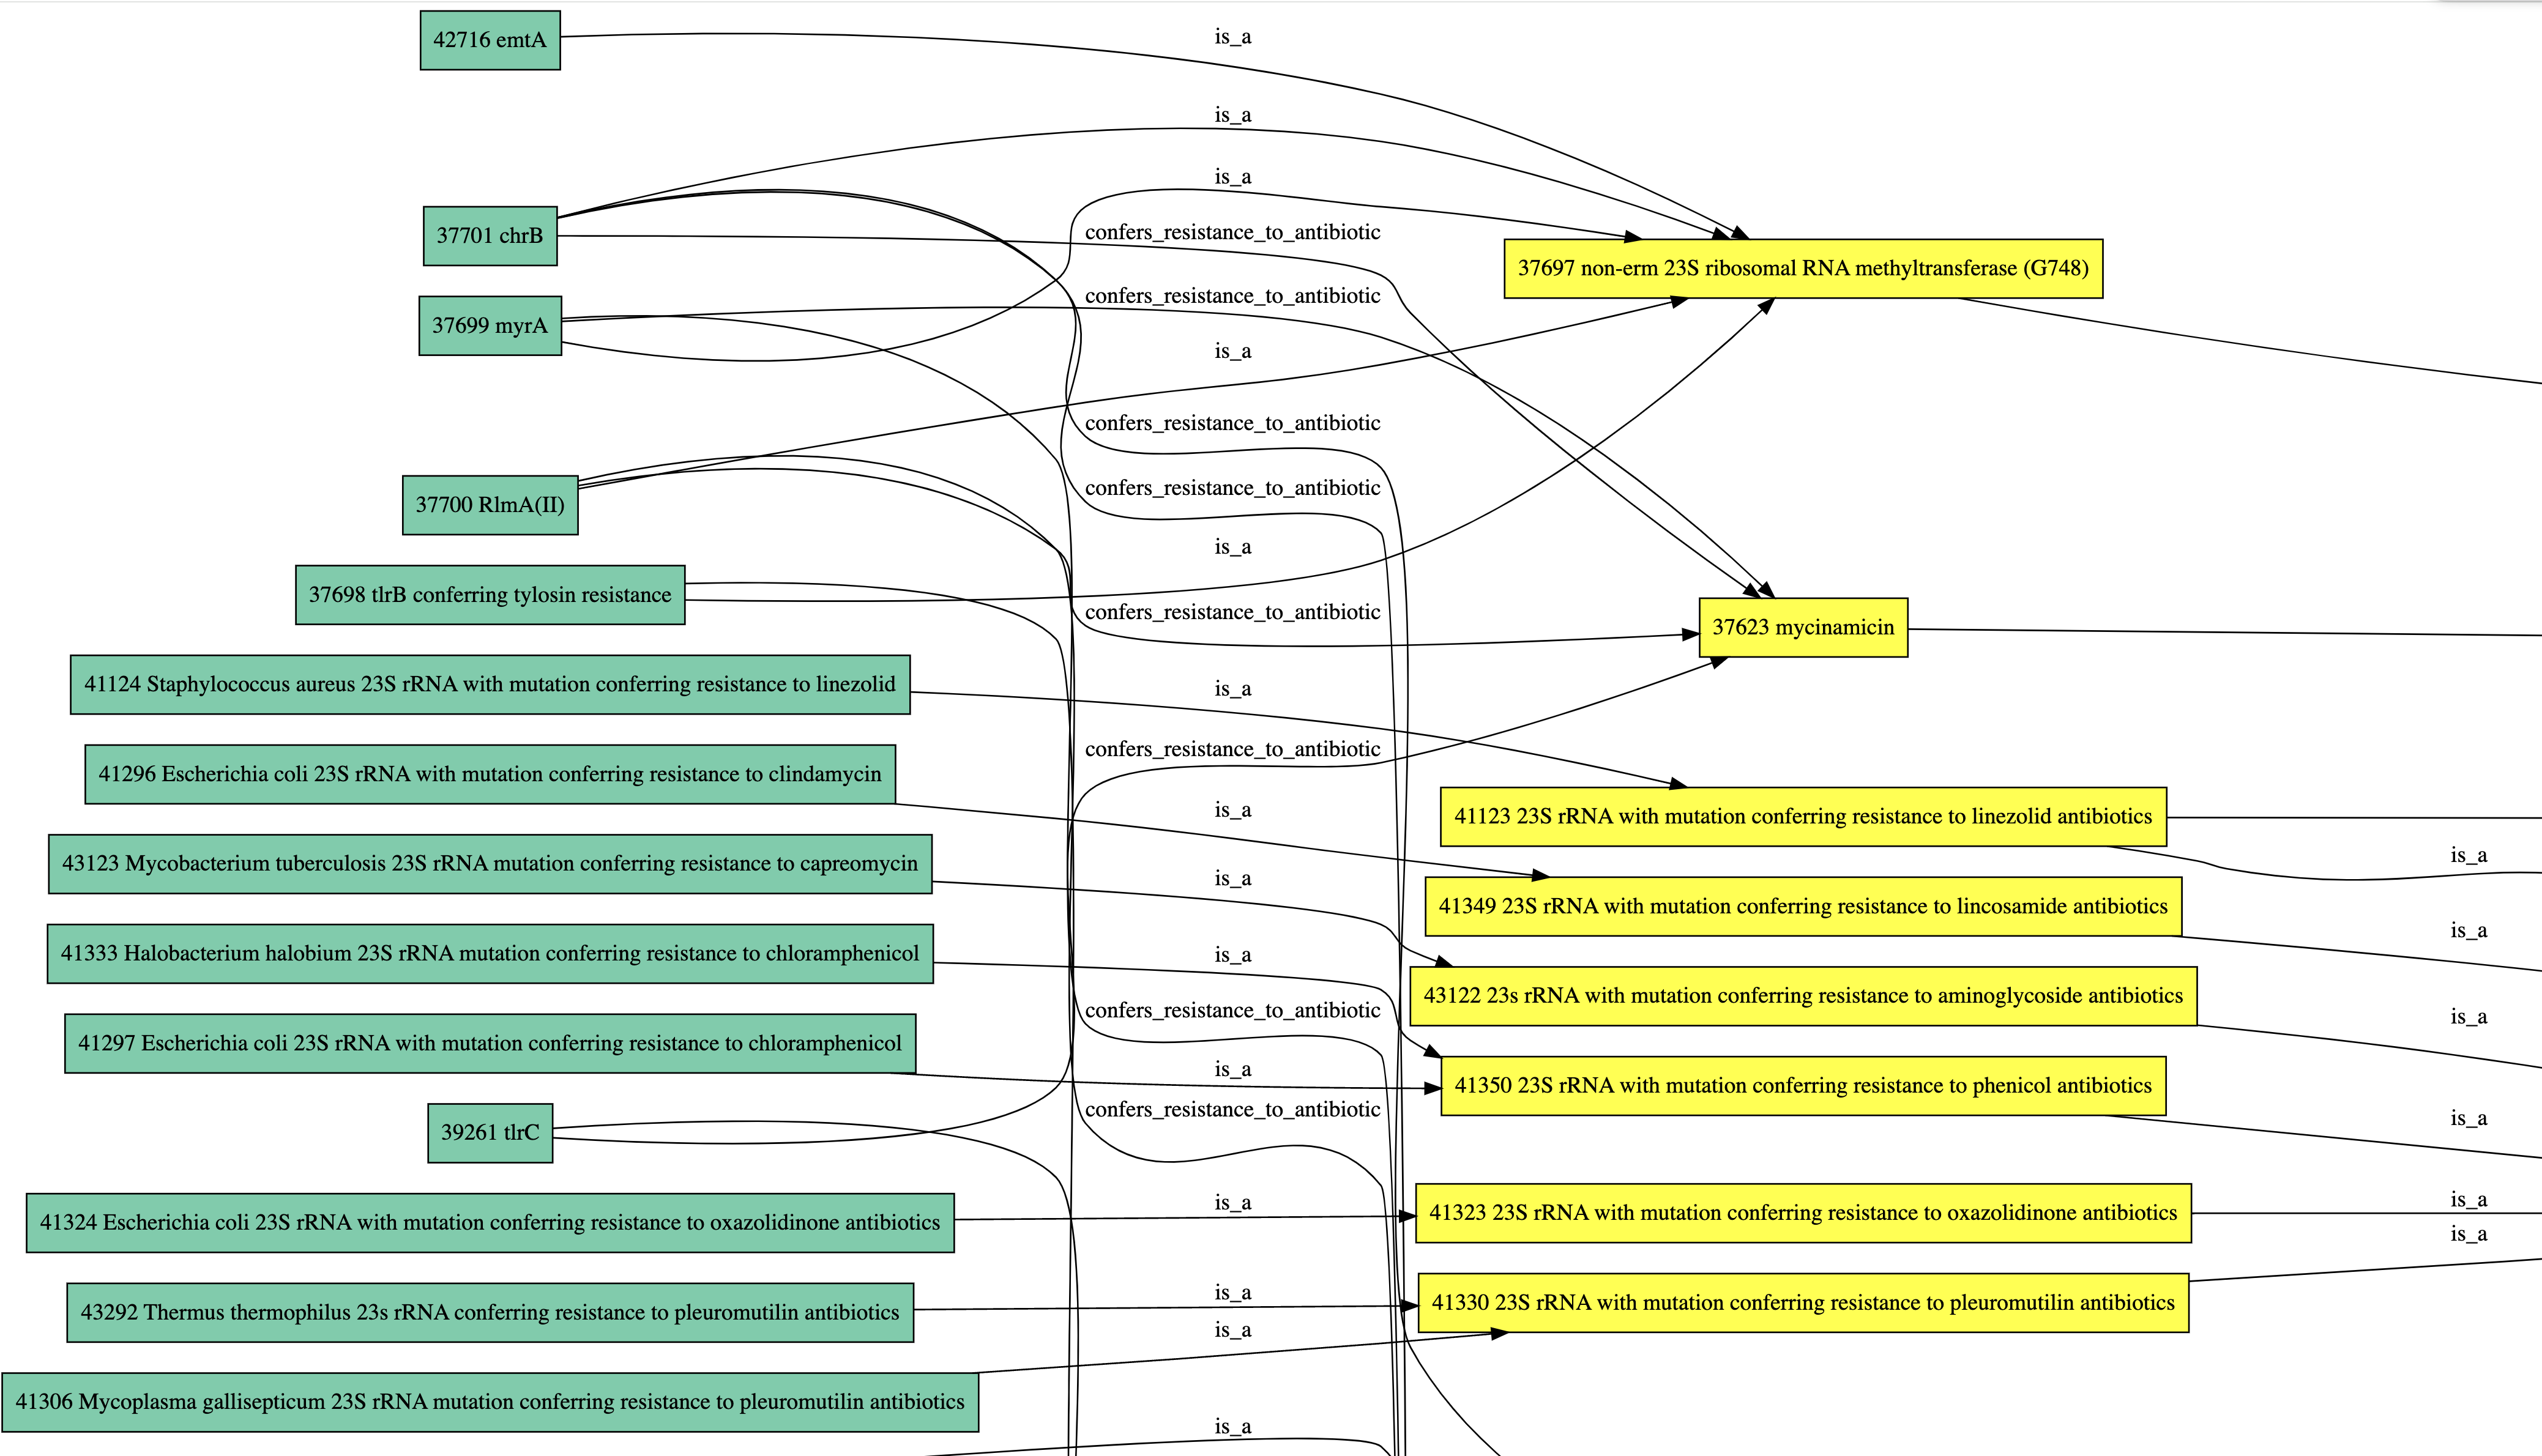 42716 emtA
is_a
is_a
is_a
37701 chrB
confers_resistance_to_antibiotic
37697 non-erm 23S ribosomal RNA methyltransferase (G748)
confers_resistance_to_antibiotic
37699 myrA
is_a
confers_resistance_to_antibiotic
confers_resistance_to_antibiotic
37700 RlmA(II)
is_a
37698 tlrB conferring tylosin resistance
confers_resistance_to_antibiotic
37623 mycinamicin
41124 Staphylococcus aureus 23S rRNA with mutation conferring resistance to linezolid
is_a
confers_resistance_to_antibiotic
41296 Escherichia coli 23S rRNA with mutation conferring resistance to clindamycin
is_a
41123 23S rRNA with mutation conferring resistance to linezolid antibiotics
is_a
43123 Mycobacterium tuberculosis 23S rRNA mutation conferring resistance to capreomycin
is_a
41349 23S rRNA with mutation conferring resistance to lincosamide antibiotics
is_a
41333 Halobacterium halobium 23S rRNA mutation conferring resistance to chloramphenicol
is_a
43122 23s rRNA with mutation conferring resistance to aminoglycoside antibiotics
is_a
confers_resistance_to_antibiotic
41297 Escherichia coli 23S rRNA with mutation conferring resistance to chloramphenicol
is_a
41350 23S rRNA with mutation conferring resistance to phenicol antibiotics
is_a
confers_resistance_to_antibiotic
39261 tlrC
41324 Escherichia coli 23S rRNA with mutation conferring resistance to oxazolidinone antibiotics
is_a
41323 23S rRNA with mutation conferring resistance to oxazolidinone antibiotics
is_a
is_a
43292 Thermus thermophilus 23s rRNA conferring resistance to pleuromutilin antibiotics
is_a
41330 23S rRNA with mutation conferring resistance to pleuromutilin antibiotics
is_a
41306 Mycoplasma gallisepticum 23S rRNA mutation conferring resistance to pleuromutilin antibiotics
is_a